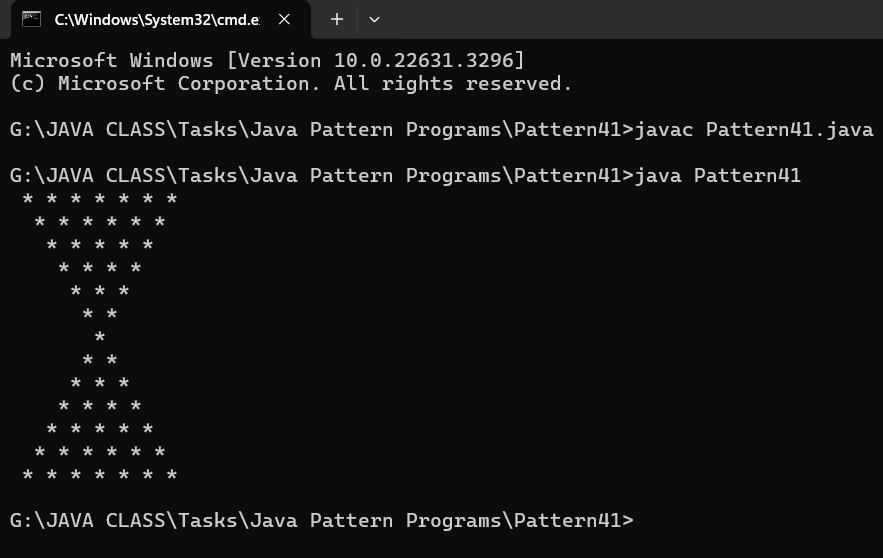 C:\Windows\System32\cmd.e
Microsoft Windows [Version 10.0.22631.3296]
(c) Microsoft Corporation. All rights reserved.
G:\JAVA CLASS\Tasks\Java Pattern Programs\Pattern41>javac Pattern41.java
G:\JAVA CLASS\Tasks\Java Pattern Programs\Pattern41>java Pattern41
 * * * * * * *
  * * * * * *
   * * * * *
    * * * *
     * * *
      * *
       *
      * *
     * * *
    * * * *
   * * * * *
  * * * * * *
 * * * * * * *
G:\JAVA CLASS\Tasks\Java Pattern Programs\Pattern41>